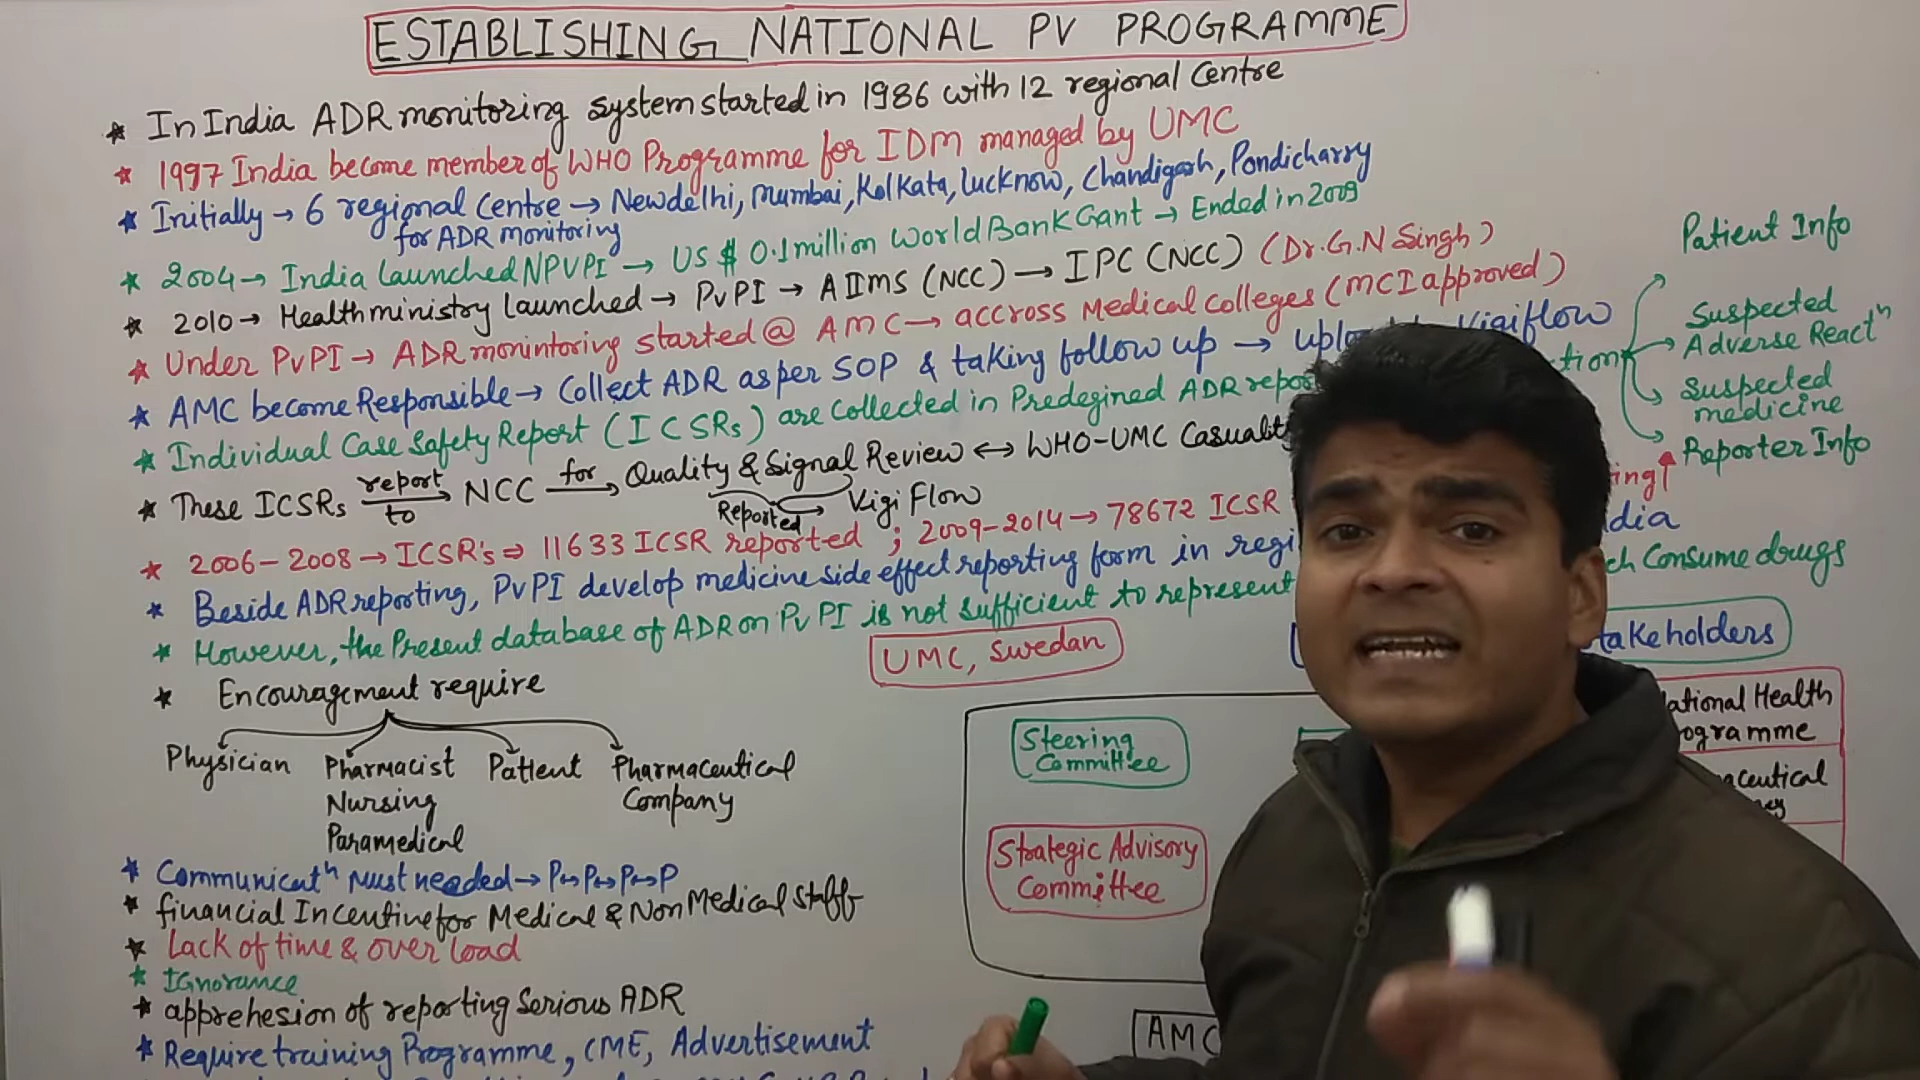 ESTABLISHING NATIONAL PV PROGRAMME
* In India ADR monitoring system started in 1986 with 12 regional Centre
* 1997 India become member of WHO Programme for IDM managed by UMC
* Initially → 6 regional Centre → Newdelhi, Mumbai, Kolkata, Lucknow, Chandigarh, Pondicharry
for ADR monitoring
* 2004 → India launched NPVPI → US $ 0.1 million World Bank Gant → Ended in 2009
* 2010 → Health ministry launched → PvPI → AIIMS (NCC) → IPC (NCC) (Dr. G.N Singh)
* Under PvPI → ADR monintoring started @ AMC → accross Medical colleges (MCI approved)
* AMC become Responsible → Collect ADR as per SOP & taking follow up → Vigiflow
* Individual Case Safety Report (ICSRs) are collected in Predegined ADR
Patient Info
Suspected
Adverse Reactⁿ
Suspected
medicine
Reporter Info
* These ICSRs report to → NCC for → Quality & Signal Review ↔ WHO-UMC
Reported → Vigi Flow
* 2006-2008 → ICSR's ⇒ 11633 ICSR reported ; 2009-2014 → 78672 ICSR
* Beside ADR reporting, PvPI develop medicine side effect reporting form in
* However, the Present database of ADR on PvPI is not sufficient to represent Consume drugs
* Encouragement require
Physician
Pharmacist
Nursing
Paramedical
Patient
Pharmaceutical
Company
* Communicatⁿ Must needed → P↔P↔P↔P
* financial Incentive for Medical & Non Medical Staff
* Lack of time & over load
* IGnorance
* apprehesion of reporting Serious ADR
* Require training Programme, CME, Advertisement
UMC, Swedan
Steering
Committee
Strategic Advisory
Committee
AMC
Health